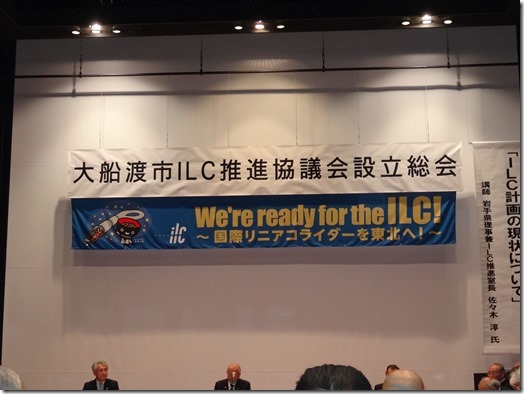 大船渡市ILC推進協議会設立総会
ilc
We're ready for the ILC!
～国際リニアコライダーを東北へ!～
「ILC計画の現状について」
講師 岩手県理事兼ILC推進室長 佐々木 淳 氏